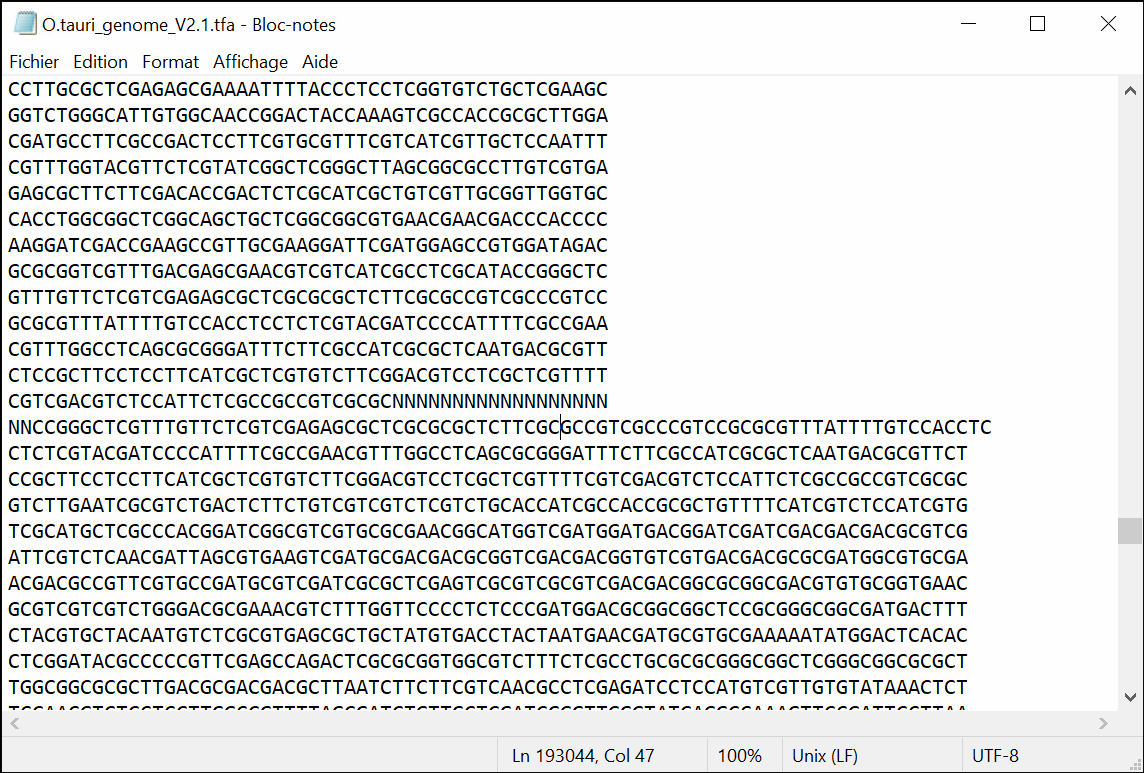 O.tauri_genome_V2.1.tfa - Bloc-notes
Fichier Edition Format Affichage Aide
CCTTGCGCTCGAGAGCGAAAATTTTACCCTCCTCGGTGTCTGCTCGAAGC
GGTCTGGGCATTGTGGCAACCGGACTACCAAAGTCGCCACCGCGCTTGGA
CGATGCCTTCGCCGACTCCTTCGTGCGTTTCGTCATCGTTGCTCCAATTT
CGTTTGGTACGTTCTCGTATCGGCTCGGGCTTAGCGGCGCCTTGTCGTGA
GAGCGCTTCTTCGACACCGACTCTCGCATCGCTGTCGTTGCGGTTGGTGC
CACCTGGCGGCTCGGCAGCTGCTCGGCGGCGTGAACGAACGACCCACCCC
AAGGATCGACCGAAGCCGTTGCGAAGGATTCGATGGAGCCGTGGATAGAC
GCGCGGTCGTTTGACGAGCGAACGTCGTCATCGCCTCGCATACCGGGCTC
GTTTGTTCTCGTCGAGAGCGCTCGCGCGCTCTTCGCGCCGTCGCCCGTCC
GCGCGTTTATTTTGTCCACCTCCTCTCGTACGATCCCCATTTTCGCCGAA
CGTTTGGCCTCAGCGCGGGATTTCTTCGCCATCGCGCTCAATGACGCGTT
CTCCGCTTCCTCCTTCATCGCTCGTGTCTTCGGACGTCCTCGCTCGTTTT
CGTCGACGTCTCCATTCTCGCCGCCGTCGCGCNNNNNNNNNNNNNNNNNN
NNCCGGGCTCGTTTGTTCTCGTCGAGAGCGCTCGCGCGCTCTTCGCGCCGTCGCCCGTCCGCGCGTTTATTTTGTCCACCTC
CTCTCGTACGATCCCCATTTTCGCCGAACGTTTGGCCTCAGCGCGGGATTTCTTCGCCATCGCGCTCAATGACGCGTTCT
CCGCTTCCTCCTTCATCGCTCGTGTCTTCGGACGTCCTCGCTCGTTTTCGTCGACGTCTCCATTCTCGCCGCCGTCGCGC
GTCTTGAATCGCGTCTGACTCTTCTGTCGTCGTCTCGTCTGCACCATCGCCACCGCGCTGTTTTCATCGTCTCCATCGTG
TCGCATGCTCGCCCACGGATCGGCGTCGTGCGCGAACGGCATGGTCGATGGATGACGGATCGATCGACGACGACGCGTCG
ATTCGTCTCAACGATTAGCGTGAAGTCGATGCGACGACGCGGTCGACGACGGTGTCGTGACGACGCGCGATGGCGTGCGA
ACGACGCCGTTCGTGCCGATGCGTCGATCGCGCTCGAGTCGCGTCGCGTCGACGACGGCGCGGCGACGTGTGCGGTGAAC
GCGTCGTCGTCTGGGACGCGAAACGTCTTTGGTTCCCCTCTCCCGATGGACGCGGCGGCTCCGCGGGCGGCGATGACTTT
CTACGTGCTACAATGTCTCGCGTGAGCGCTGCTATGTGACCTACTAATGAACGATGCGTGCGAAAAATATGGACTCACAC
CTCGGATACGCCCCCGTTCGAGCCAGACTCGCGCGGTGGCGTCTTTCTCGCCTGCGCGCGGGCGGCTCGGGCGGCGCGCT
TGGCGGCGCGCTTGACGCGACGACGCTTAATCTTCTTCGTCAACGCCTCGAGATCCTCCATGTCGTTGTGTATAAACTCT
Ln 193044, Col 47
100%
Unix (LF)
UTF-8